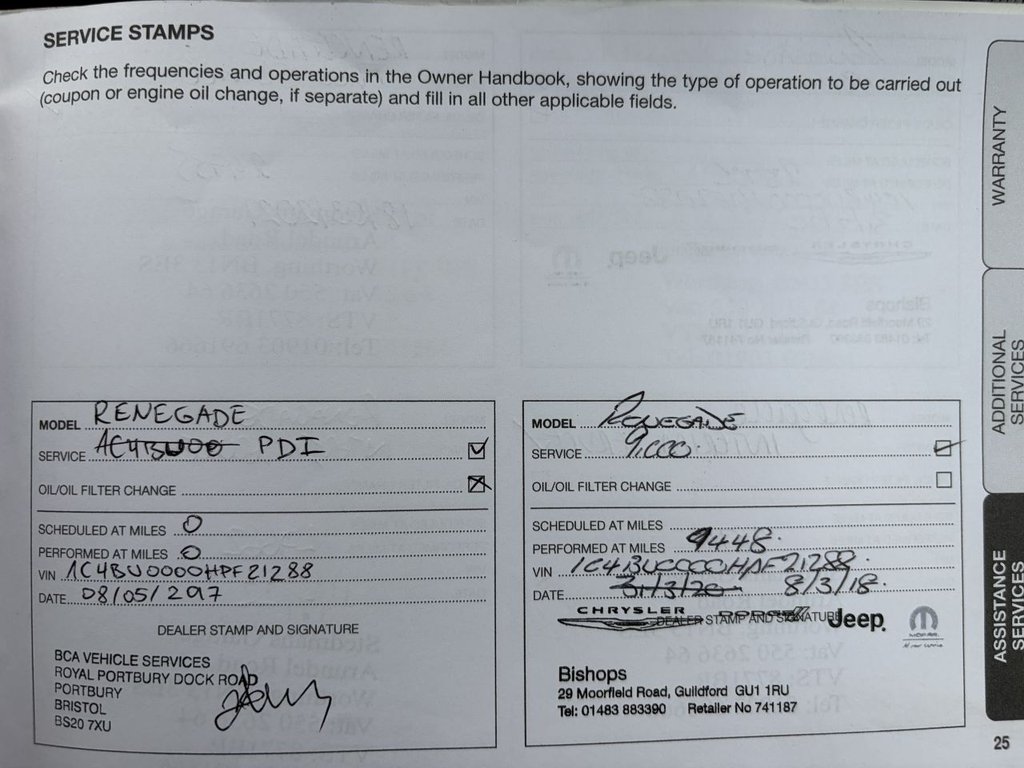 SERVICE STAMPS
Check the frequencies and operations in the Owner Handbook, showing the type of operation to be carried out
(coupon or engine oil change, if separate) and fill in all other applicable fields.
MODEL RENEGADE
SERVICE AC4BU00 PDI
OIL/OIL FILTER CHANGE
SCHEDULED AT MILES 0
PERFORMED AT MILES 0
VIN 1C4BU0000HPF21288
DATE 08/05/2017
DEALER STAMP AND SIGNATURE
BCA VEHICLE SERVICES
ROYAL PORTBURY DOCK ROAD
PORTBURY
BRISTOL
BS20 7XU
MODEL RENEGADE
SERVICE 9,000
OIL/OIL FILTER CHANGE
SCHEDULED AT MILES
PERFORMED AT MILES 9448
VIN 1C4BU0000HPF21288
DATE 31/3/20 8/3/18
CHRYSLER
DEALER STAMP AND SIGNATURE
Jeep
Bishops
29 Moorfield Road, Guildford GU1 1RU
Tel: 01483 883390 Retailer No 741187
WARRANTY
ADDITIONAL
SERVICES
ASSISTANCE
SERVICES
25